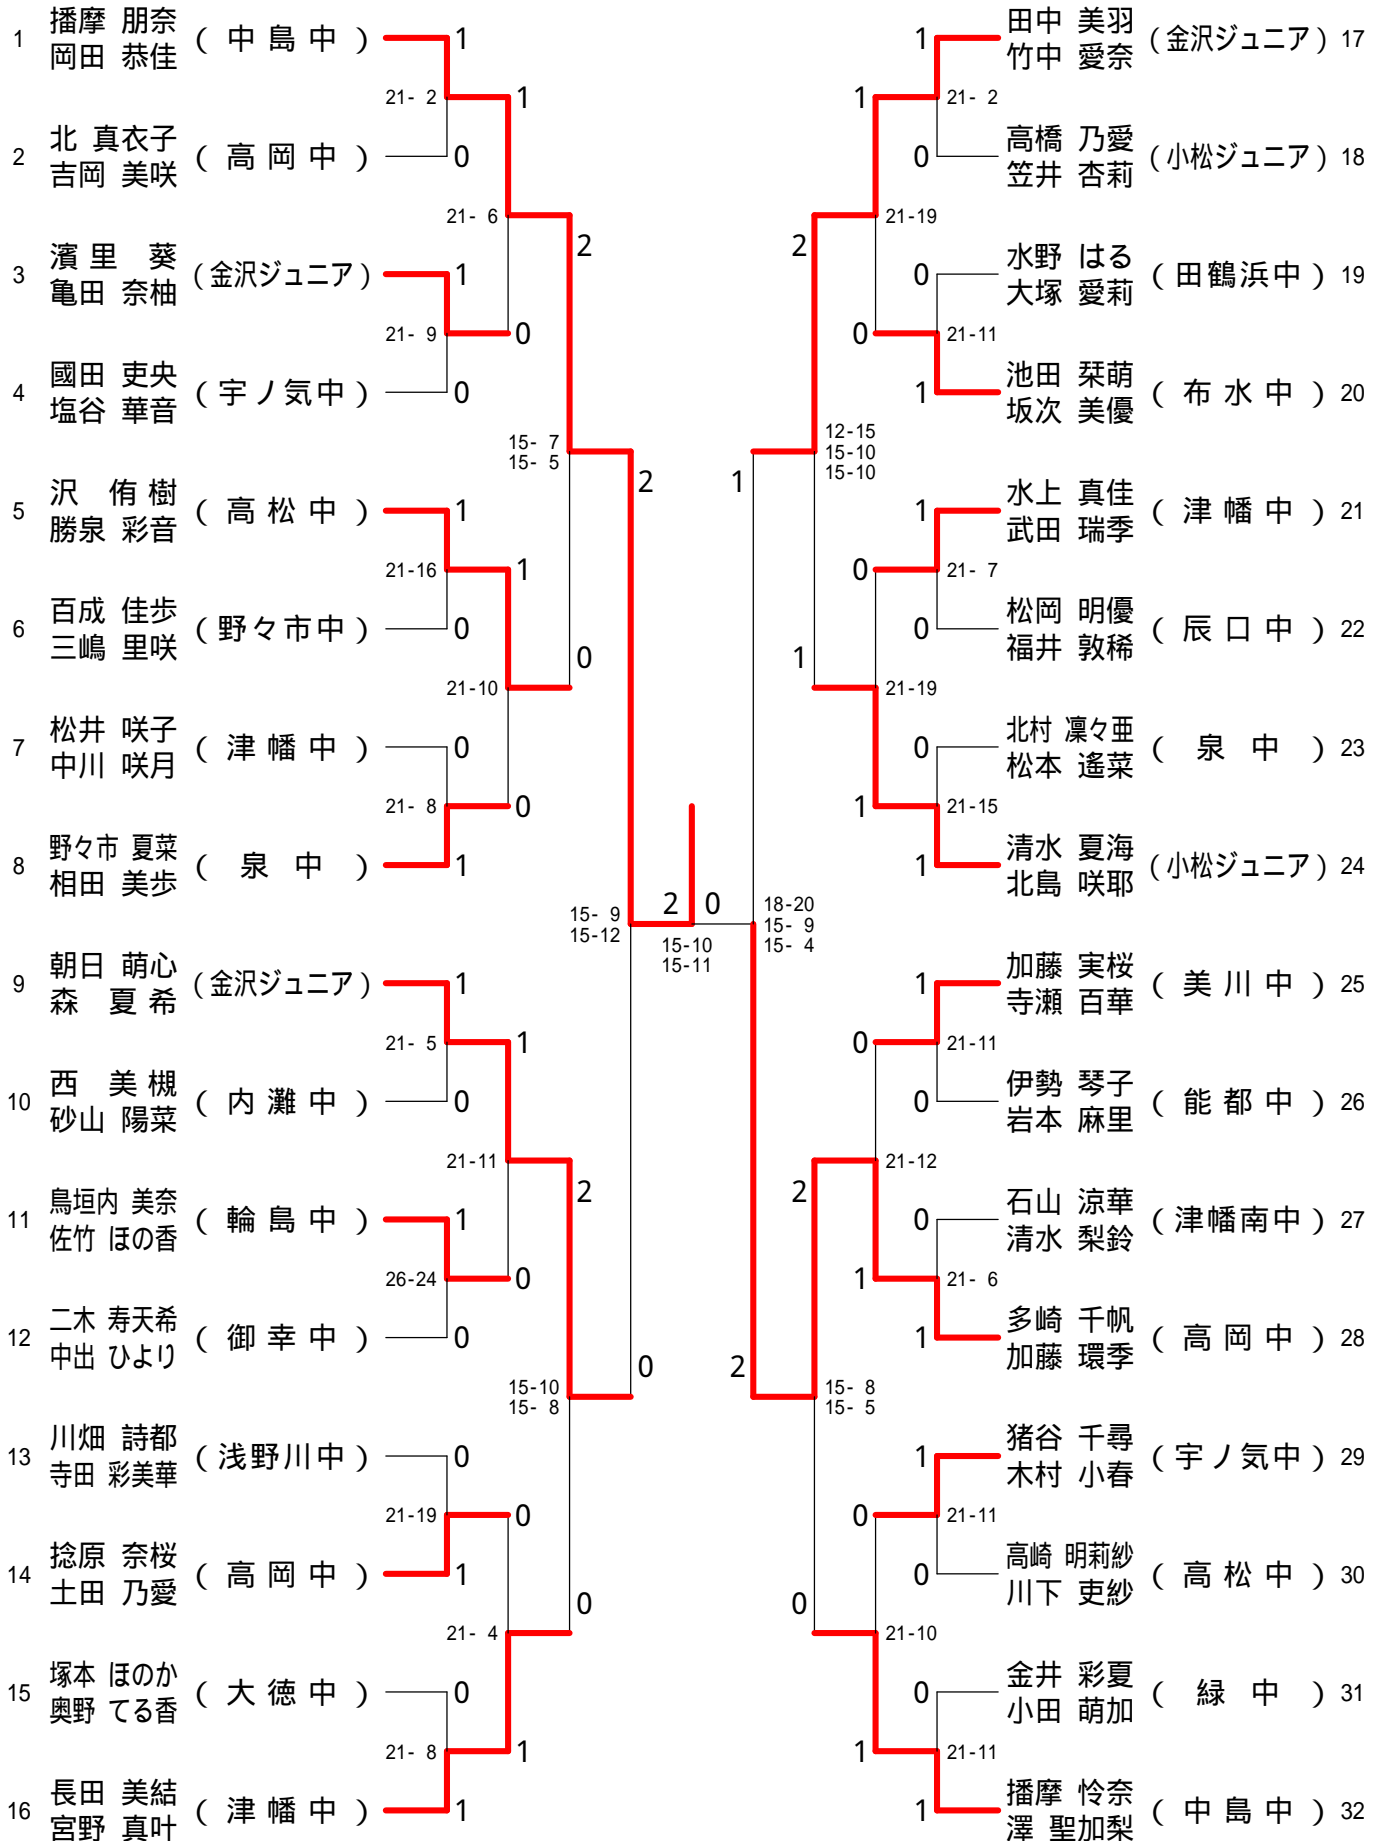 1 播摩 朋奈 岡田 恭佳 ( 中島中 ) 1
21- 2 1
2 北 真衣子 吉岡 美咲 ( 高岡中 ) 0
21- 6 2
3 濱里 葵 亀田 奈柚 (金沢ジュニア) 1
21- 9 0
4 國田 吏央 塩谷 華音 (宇ノ気中) 0
15- 7
15- 5 2
5 沢 侑樹 勝泉 彩音 ( 高松中 ) 1
21-16 1
6 百成 佳歩 三嶋 里咲 (野々市中) 0
21-10 0
7 松井 咲子 中川 咲月 ( 津幡中 ) 0
21- 8 0
8 野々市 夏菜 相田 美歩 ( 泉中 ) 1
15- 9
15-12
9 朝日 萌心 森 夏希 (金沢ジュニア) 1
21- 5 1
10 西 美槻 砂山 陽菜 ( 内灘中 ) 0
21-11 2
11 鳥垣内 美奈 佐竹 ほの香 ( 輪島中 ) 1
26-24 0
12 二木 寿天希 中出 ひより ( 御幸中 ) 0
15-10
15- 8 0
13 川畑 詩都 寺田 彩美華 (浅野川中) 0
21-19 0
14 捻原 奈桜 土田 乃愛 ( 高岡中 ) 1
21- 4 0
15 塚本 ほのか 奥野 てる香 ( 大徳中 ) 0
21- 8 1
16 長田 美結 宮野 真叶 ( 津幡中 ) 1
2 0
15-10
15-11
1 田中 美羽 竹中 愛奈 (金沢ジュニア) 17
1 21- 2
0 高橋 乃愛 笠井 杏莉 (小松ジュニア) 18
2 21-19
0 水野 はる 大塚 愛莉 (田鶴浜中) 19
0 21-11
1 池田 栞萌 坂次 美優 ( 布水中 ) 20
1 12-15
15-10
15-10
1 水上 真佳 武田 瑞季 ( 津幡中 ) 21
0 21- 7
0 松岡 明優 福井 敦稀 ( 辰口中 ) 22
1 21-19
0 北村 凜々亜 松本 遙菜 ( 泉中 ) 23
1 21-15
1 清水 夏海 北島 咲耶 (小松ジュニア) 24
18-20
15- 9
15- 4
1 加藤 実桜 寺瀬 百華 ( 美川中 ) 25
0 21-11
0 伊勢 琴子 岩本 麻里 ( 能都中 ) 26
2 21-12
0 石山 涼華 清水 梨鈴 (津幡南中) 27
1 21- 6
1 多崎 千帆 加藤 環季 ( 高岡中 ) 28
2 15- 8
15- 5
1 猪谷 千尋 木村 小春 (宇ノ気中) 29
0 21-11
0 高崎 明莉紗 川下 吏紗 ( 高松中 ) 30
0 21-10
0 金井 彩夏 小田 萌加 ( 緑中 ) 31
1 21-11
1 播摩 怜奈 澤 聖加梨 ( 中島中 ) 32